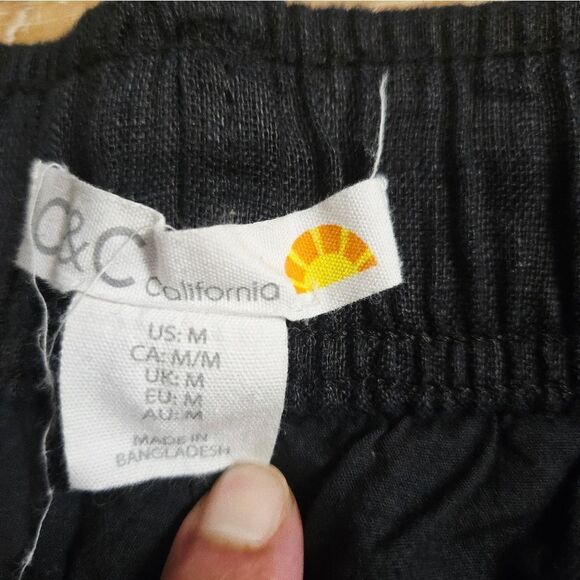 C&C
California
US: M
CA: M/M
UK: M
EU: M
AU: M
MADE IN
BANGLADESH